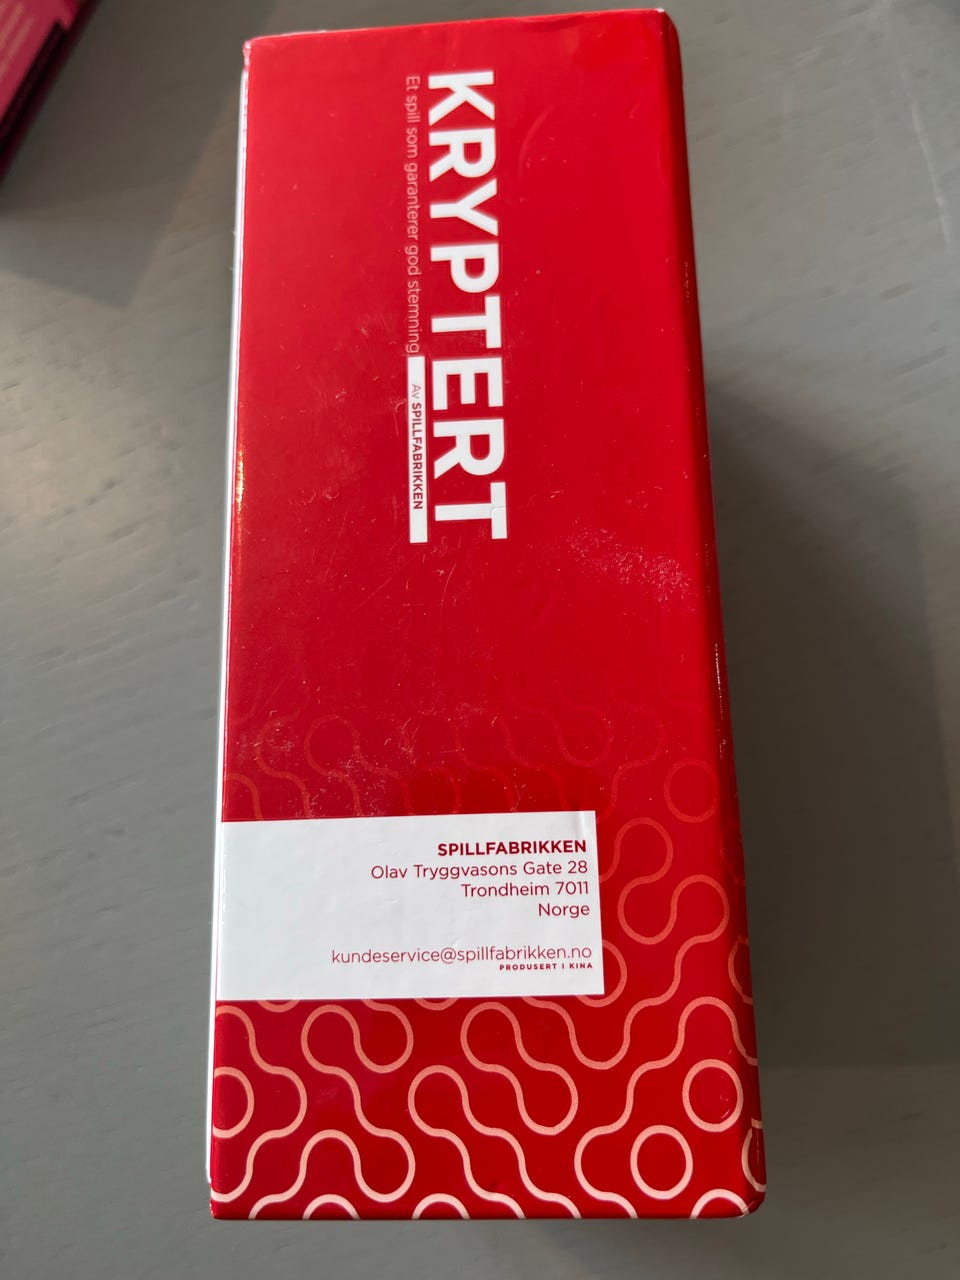 KRYPTERT
Et spill som garanterer god stemning
Av SPILLFABRIKKEN
SPILLFABRIKKEN
Olav Tryggvasons Gate 28
Trondheim 7011
Norge
kundeservice@spillfabrikken.no
PRODUSERT I KINA